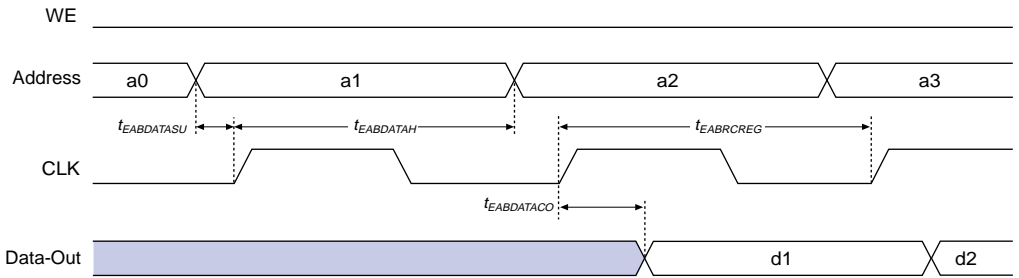 WE
Address
a0
a1
a2
a3
tEABDATASU
tEABDATAH
tEABRCREG
CLK
tEABDATACO
Data-Out
d1
d2